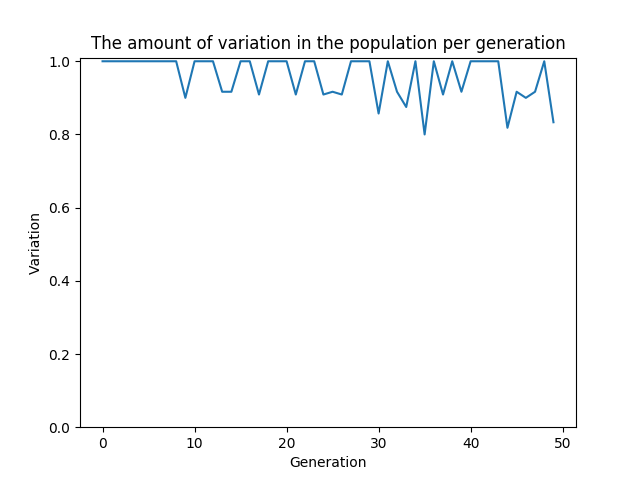 The amount of variation in the population per generation
1.0
0.8
0.6
0.4
0.2
0.0
Variation
0 10 20 30 40 50
Generation